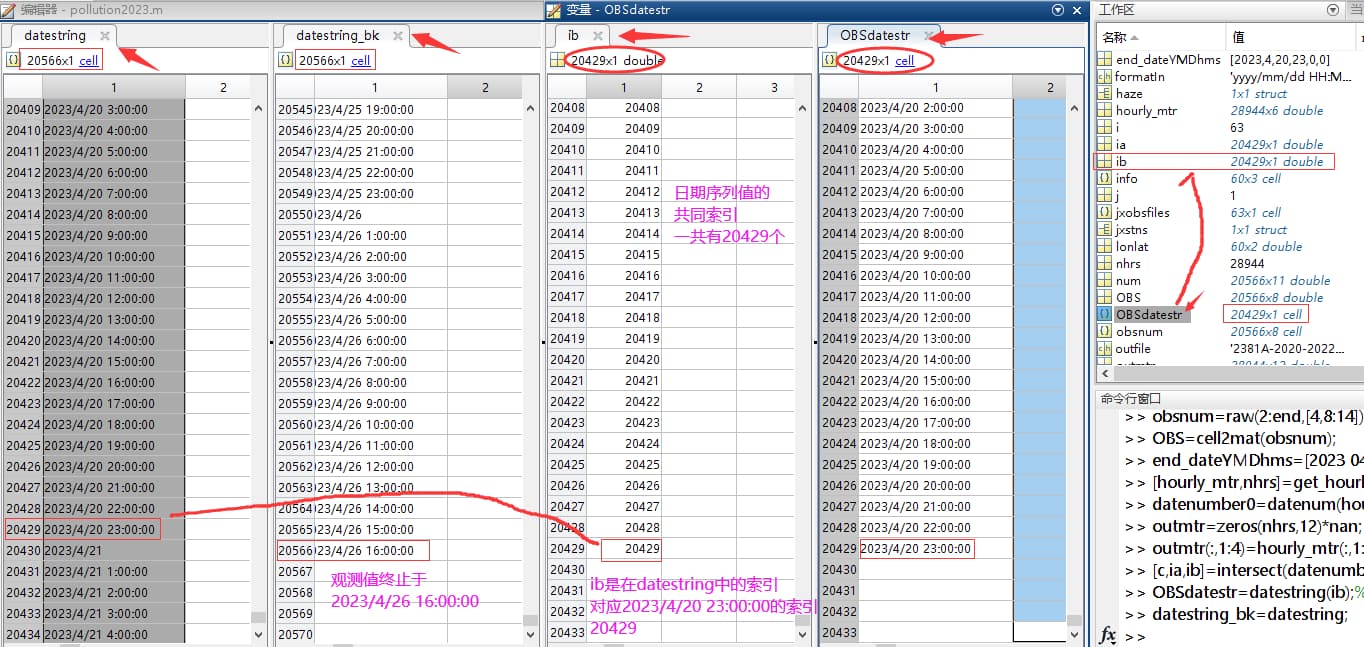 编辑器 - pollution2023.m
datestring
20566x1 cell
1 2
20409 2023/4/20 3:00:00
20410 2023/4/20 4:00:00
20411 2023/4/20 5:00:00
20412 2023/4/20 6:00:00
20413 2023/4/20 7:00:00
20414 2023/4/20 8:00:00
20415 2023/4/20 9:00:00
20416 2023/4/20 10:00:00
20417 2023/4/20 11:00:00
20418 2023/4/20 12:00:00
20419 2023/4/20 13:00:00
20420 2023/4/20 14:00:00
20421 2023/4/20 15:00:00
20422 2023/4/20 16:00:00
20423 2023/4/20 17:00:00
20424 2023/4/20 18:00:00
20425 2023/4/20 19:00:00
20426 2023/4/20 20:00:00
20427 2023/4/20 21:00:00
20428 2023/4/20 22:00:00
20429 2023/4/20 23:00:00
20430 2023/4/21
20431 2023/4/21 1:00:00
20432 2023/4/21 2:00:00
20433 2023/4/21 3:00:00
20434 2023/4/21 4:00:00
datestring_bk
20566x1 cell
1 2
20545 23/4/25 19:00:00
20546 23/4/25 20:00:00
20547 23/4/25 21:00:00
20548 23/4/25 22:00:00
20549 23/4/25 23:00:00
20550 23/4/26
20551 23/4/26 1:00:00
20552 23/4/26 2:00:00
20553 23/4/26 3:00:00
20554 23/4/26 4:00:00
20555 23/4/26 5:00:00
20556 23/4/26 6:00:00
20557 23/4/26 7:00:00
20558 23/4/26 8:00:00
20559 23/4/26 9:00:00
20560 23/4/26 10:00:00
20561 23/4/26 11:00:00
20562 23/4/26 12:00:00
20563 23/4/26 13:00:00
20564 23/4/26 14:00:00
20565 23/4/26 15:00:00
20566 23/4/26 16:00:00
20567
20568
20569
20570
观测值终止于
2023/4/26 16:00:00
变量 - OBSdatestr
ib
20429x1 double
1 2 3
20408 20408
20409 20409
20410 20410
20411 20411
20412 20412
20413 20413
20414 20414
20415 20415
20416 20416
20417 20417
20418 20418
20419 20419
20420 20420
20421 20421
20422 20422
20423 20423
20424 20424
20425 20425
20426 20426
20427 20427
20428 20428
20429 20429
20430
20431
20432
20433
日期序列值的
共同索引
一共有20429个
ib是在datestring中的索引
对应2023/4/20 23:00:00的索引
20429
OBSdatestr
20429x1 cell
1 2
20408 2023/4/20 2:00:00
20409 2023/4/20 3:00:00
20410 2023/4/20 4:00:00
20411 2023/4/20 5:00:00
20412 2023/4/20 6:00:00
20413 2023/4/20 7:00:00
20414 2023/4/20 8:00:00
20415 2023/4/20 9:00:00
20416 2023/4/20 10:00:00
20417 2023/4/20 11:00:00
20418 2023/4/20 12:00:00
20419 2023/4/20 13:00:00
20420 2023/4/20 14:00:00
20421 2023/4/20 15:00:00
20422 2023/4/20 16:00:00
20423 2023/4/20 17:00:00
20424 2023/4/20 18:00:00
20425 2023/4/20 19:00:00
20426 2023/4/20 20:00:00
20427 2023/4/20 21:00:00
20428 2023/4/20 22:00:00
20429 2023/4/20 23:00:00
20430
20431
20432
20433
工作区
名称 值
end_dateYMDhms [2023,4,20,23,0,0]
formatIn 'yyyy/mm/dd HH:M...
haze 1x1 struct
hourly_mtr 28944x6 double
i 63
ia 20429x1 double
ib 20429x1 double
info 60x3 cell
j 1
jxobsfiles 63x1 cell
jxstns 1x1 struct
lonlat 60x2 double
nhrs 28944
num 20566x11 double
OBS 20566x8 double
OBSdatestr 20429x1 cell
obsnum 20566x8 cell
outfile '2381A-2020-2022...
outmtr 28944x12 double
命令行窗口
>> obsnum=raw(2:end,[4,8:14])
>> OBS=cell2mat(obsnum);
>> end_dateYMDhms=[2023 04
>> [hourly_mtr,nhrs]=get_hourl
>> datenumber0=datenum(hou
>> outmtr=zeros(nhrs,12)*nan;
>> outmtr(:,1:4)=hourly_mtr(:,1:
>> [c,ia,ib]=intersect(datenumb
>> OBSdatestr=datestring(ib);%
>> datestring_bk=datestring;
fx >>